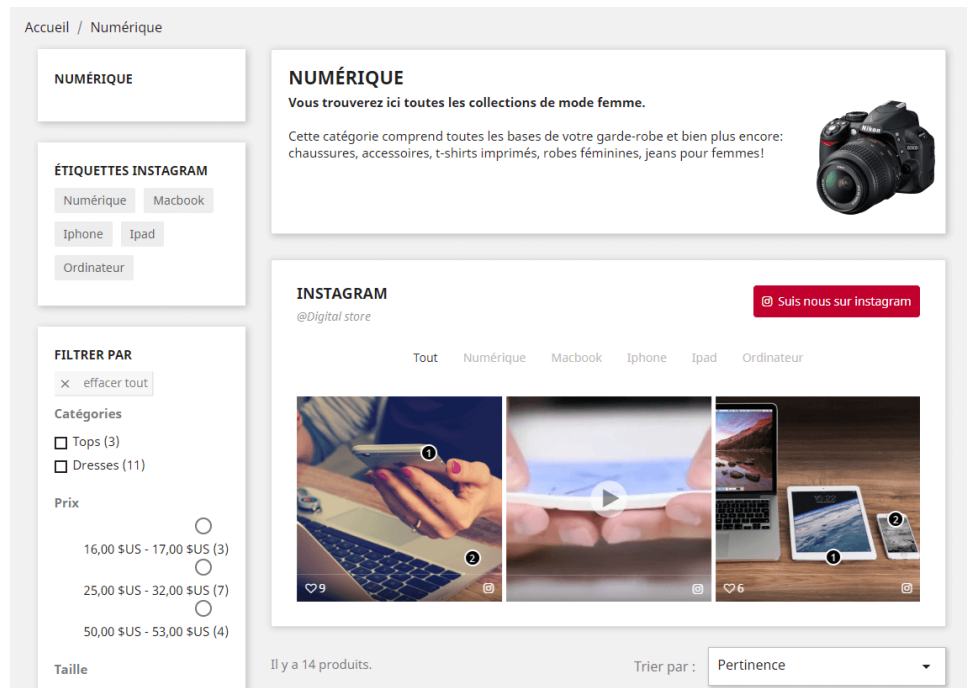 Accueil / Numérique
NUMÉRIQUE
ÉTIQUETTES INSTAGRAM
Numérique Macbook
Iphone Ipad
Ordinateur
FILTRER PAR
× effacer tout
Catégories
Tops (3)
Dresses (11)
Prix
16,00 $US - 17,00 $US (3)
25,00 $US - 32,00 $US (7)
50,00 $US - 53,00 $US (4)
Taille
NUMÉRIQUE
Vous trouverez ici toutes les collections de mode femme.
Cette catégorie comprend toutes les bases de votre garde-robe et bien plus encore:
chaussures, accessoires, t-shirts imprimés, robes féminines, jeans pour femmes!
Nikon
INSTAGRAM
@Digital store
Suis nous sur instagram
Tout Numérique Macbook Iphone Ipad Ordinateur
1
2
9
2
1
6
Il y a 14 produits.
Trier par : Pertinence